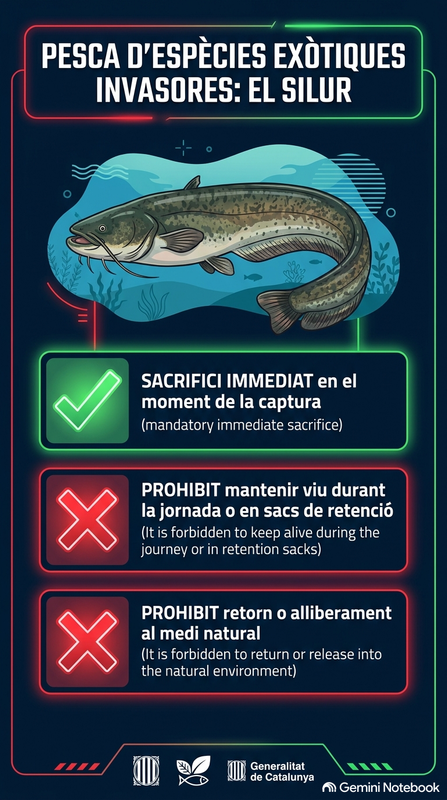 PESCA D'ESPÈCIES EXÒTIQUES
INVASORES: EL SILUR
SACRIFICI IMMEDIAT en el
moment de la captura
(mandatory immediate sacrifice)
PROHIBIT mantenir viu durant
la jornada o en sacs de retenció
(It is forbidden to keep alive during the
journey or in retention sacks)
PROHIBIT retorn o alliberament
al medi natural
(It is forbidden to return or release into
the natural environment)
Generalitat
de Catalunya
Gemini Notebook